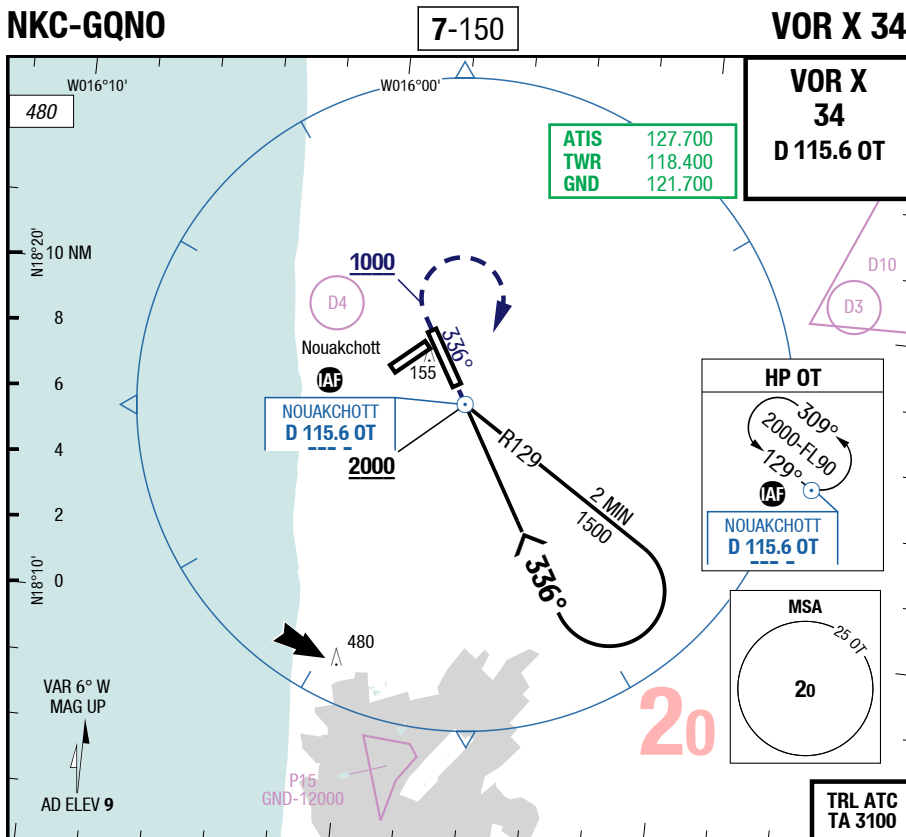 NKC-GQNO
7-150
VOR X 34
W016°10'
W016°00'
480
VOR X
34
D 115.6 OT
ATIS 127.700
TWR 118.400
GND 121.700
N18°20'
10 NM
8
6
4
2
0
N18°10'
1000
D4
D10
D3
336°
Nouakchott
155
IAF
NOUAKCHOTT
D 115.6 OT
2000
R129
2 MIN
1500
336°
HP OT
309°
2000-FL90
129°
IAF
NOUAKCHOTT
D 115.6 OT
MSA
25 OT
20
480
20
VAR 6° W
MAG UP
AD ELEV 9
P15
GND-12000
TRL ATC
TA 3100